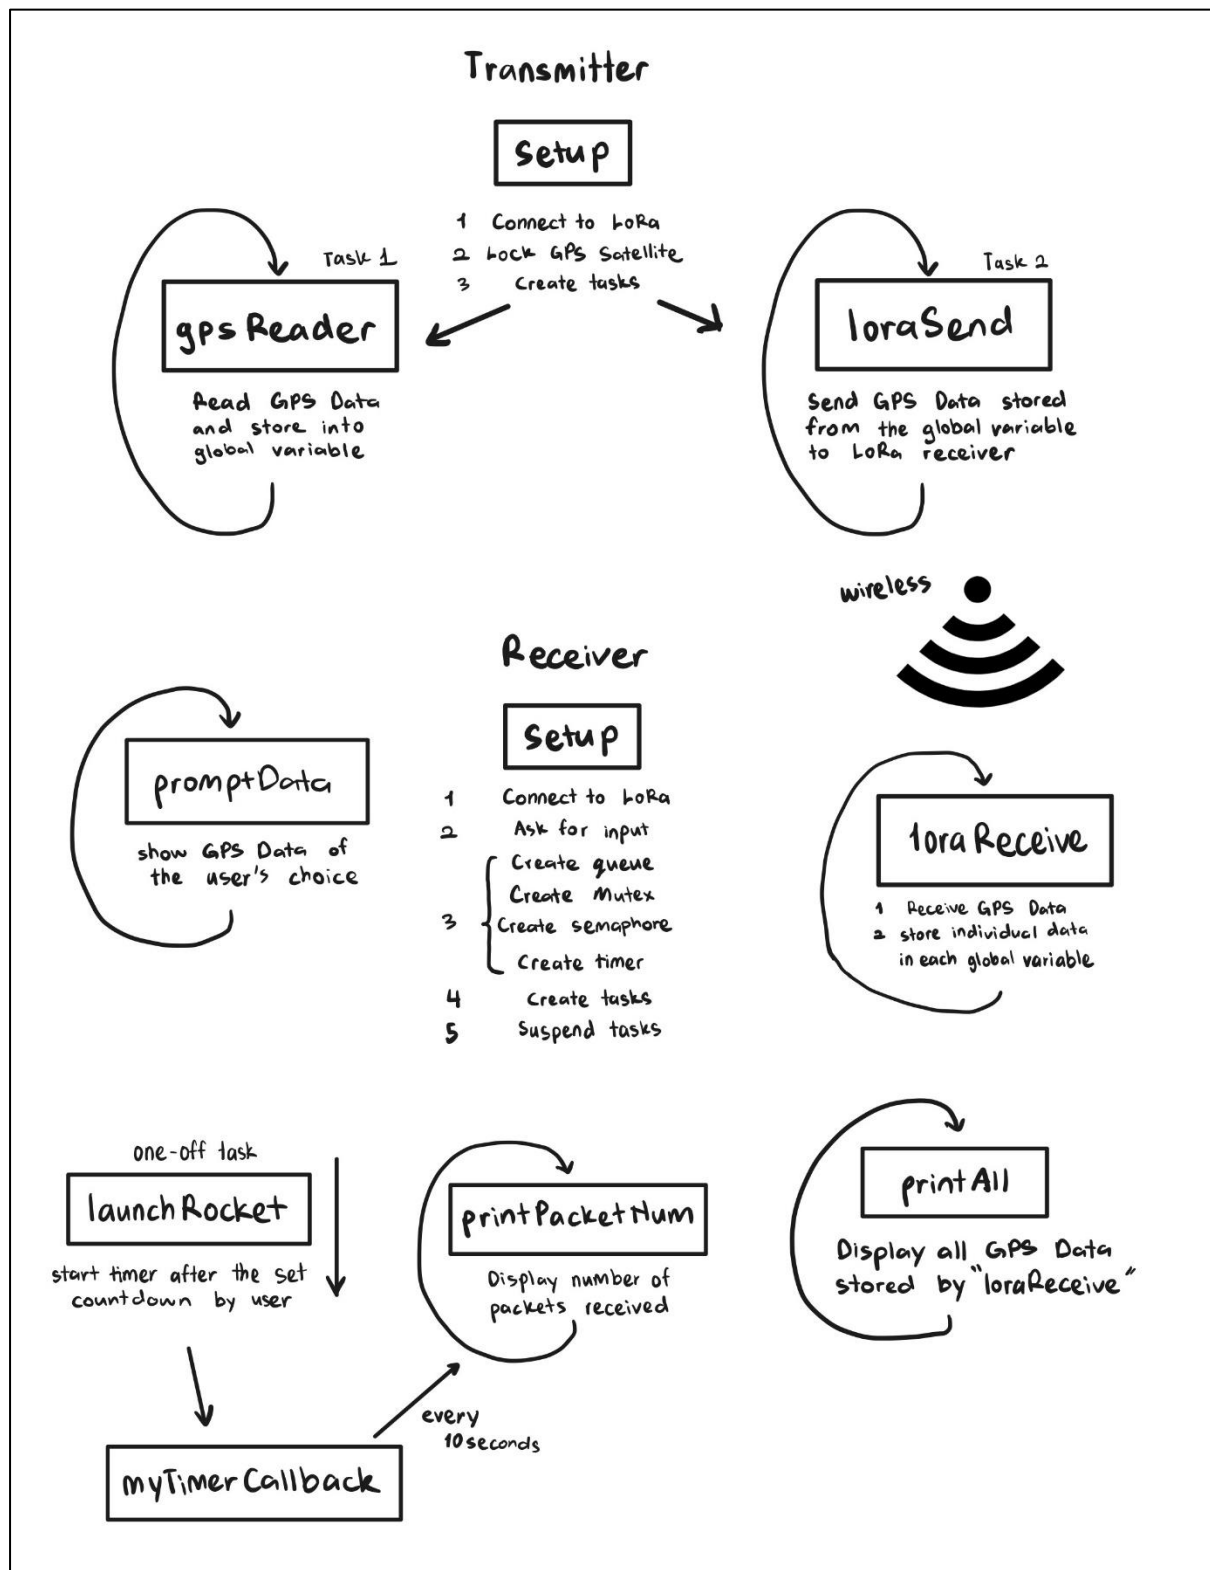 Transmitter
setup
1 Connect to LoRa
2 Lock GPS Satellite
3 Create tasks
Task 1
gpsReader
Read GPS Data
and store into
global variable
Task 2
loraSend
Send GPS Data stored
from the global variable
to LoRa receiver
wireless
Receiver
setup
1 Connect to LoRa
2 Ask for input
3 Create queue
Create Mutex
Create semaphore
Create timer
4 Create tasks
5 Suspend tasks
promptData
show GPS Data of
the user's choice
loraReceive
1 Receive GPS Data
2 store individual data
in each global variable
one-off task
launchRocket
start timer after the set
countdown by user
printPacketNum
Display number of
packets received
printAll
Display all GPS Data
stored by "loraReceive"
every
10 seconds
myTimerCallback